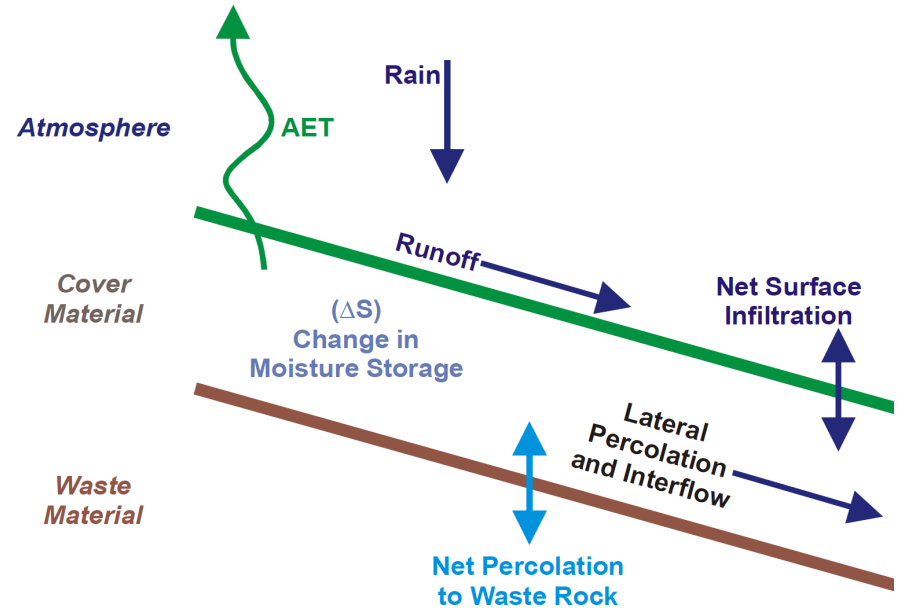 Rain
Atmosphere
AET
Runoff
Cover
Material
(ΔS)
Change in
Moisture Storage
Net Surface
Infiltration
Lateral
Percolation
and Interflow
Waste
Material
Net Percolation
to Waste Rock